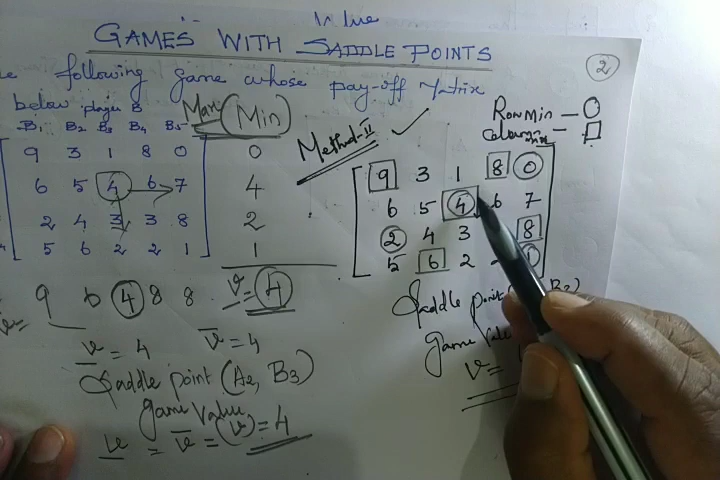 Value
GAMES WITH SADDLE POINTS
2
following game whose pay-off Matrix
below player B
Max (Min)
B1 B2 B3 B4 B5
9 3 1 8 0 0
6 5 4 6 7 4
2 4 3 3 8 2
5 6 2 2 1 1
9 6 4 8 8
v = 4
v = 4 v = 4
Saddle point (A2, B3)
Game Value
v = v = (v) = 4
Method-II
Row Min — O
9 3 1 8 0
6 5 4 6 7
2 4 3 8
5 6 2
Saddle point
Game Value
v =